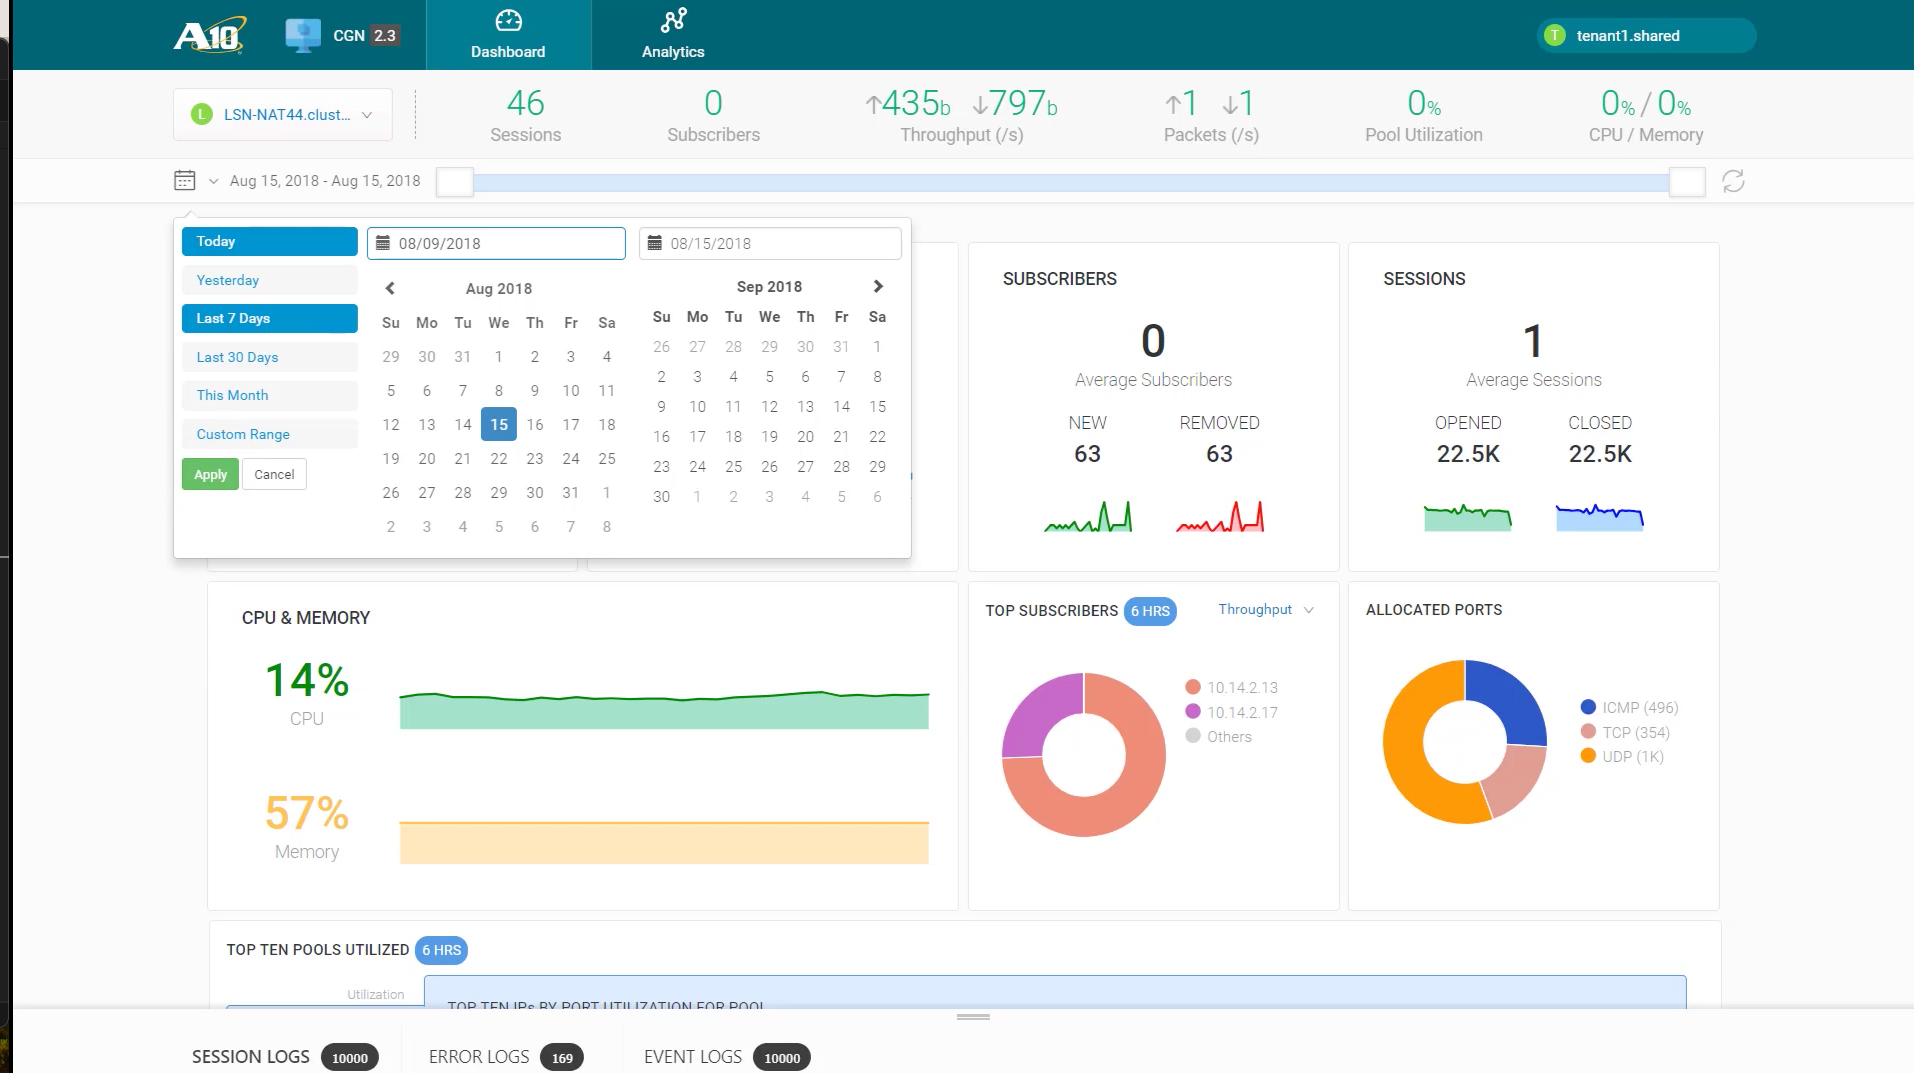 A10
CGN 2.3
Dashboard
Analytics
T tenant1.shared
L LSN-NAT44.clust...
46
Sessions
0
Subscribers
↑435b ↓797b
Throughput (/s)
↑1 ↓1
Packets (/s)
0%
Pool Utilization
0% / 0%
CPU / Memory
Aug 15, 2018 - Aug 15, 2018
Today
Yesterday
Last 7 Days
Last 30 Days
This Month
Custom Range
Apply Cancel
08/09/2018
Aug 2018
Su Mo Tu We Th Fr Sa
29 30 31 1 2 3 4
5 6 7 8 9 10 11
12 13 14 15 16 17 18
19 20 21 22 23 24 25
26 27 28 29 30 31 1
2 3 4 5 6 7 8
08/15/2018
Sep 2018
Su Mo Tu We Th Fr Sa
26 27 28 29 30 31 1
2 3 4 5 6 7 8
9 10 11 12 13 14 15
16 17 18 19 20 21 22
23 24 25 26 27 28 29
30 1 2 3 4 5 6
SUBSCRIBERS
0
Average Subscribers
NEW REMOVED
63 63
SESSIONS
1
Average Sessions
OPENED CLOSED
22.5K 22.5K
CPU & MEMORY
14%
CPU
57%
Memory
TOP SUBSCRIBERS 6 HRS Throughput
10.14.2.13
10.14.2.17
Others
ALLOCATED PORTS
ICMP (496)
TCP (354)
UDP (1K)
TOP TEN POOLS UTILIZED 6 HRS
Utilization
TOP TEN IPs BY PORT UTILIZATION FOR POOL
SESSION LOGS 10000
ERROR LOGS 169
EVENT LOGS 10000